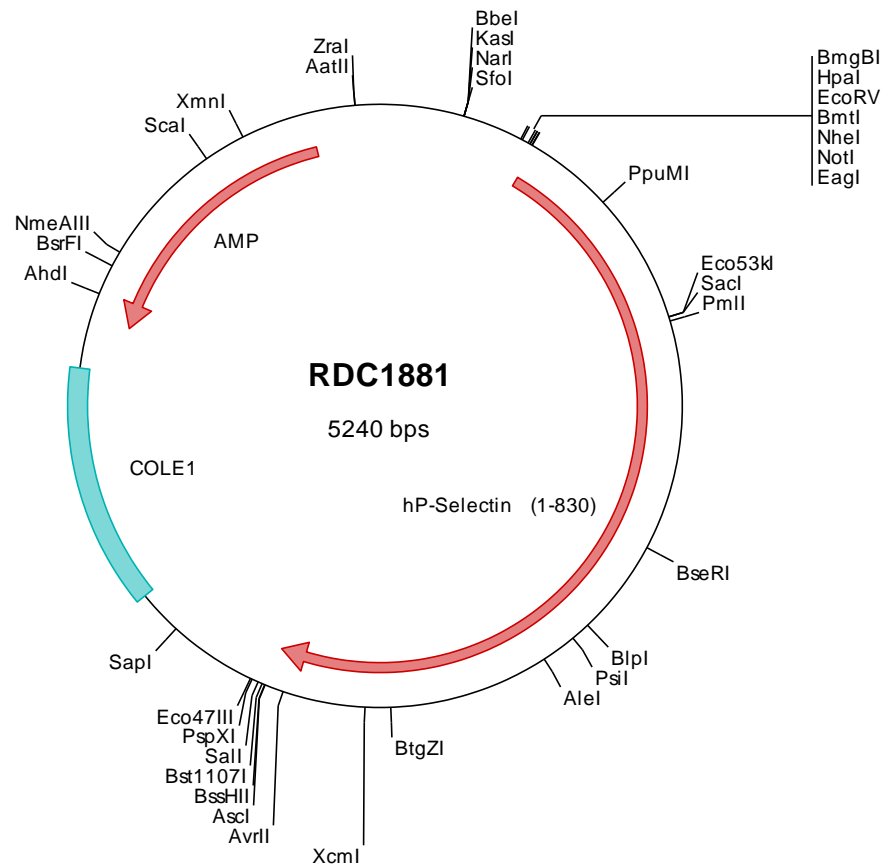 BbeI
KasI
NarI
SfoI
ZraI
AatII
XmnI
ScaI
BmgBI
HpaI
EcoRV
BmtI
NheI
NotI
EagI
PpuMI
NmeAIII
BsrFI
AhdI
AMP
Eco53kI
SacI
PmlI
RDC1881
5240 bps
COLE1
hP-Selectin (1-830)
BseRI
SapI
BlpI
PsiI
AleI
Eco47III
PspXI
SalI
Bst1107I
BssHII
AscI
AvrII
BtgZI
XcmI